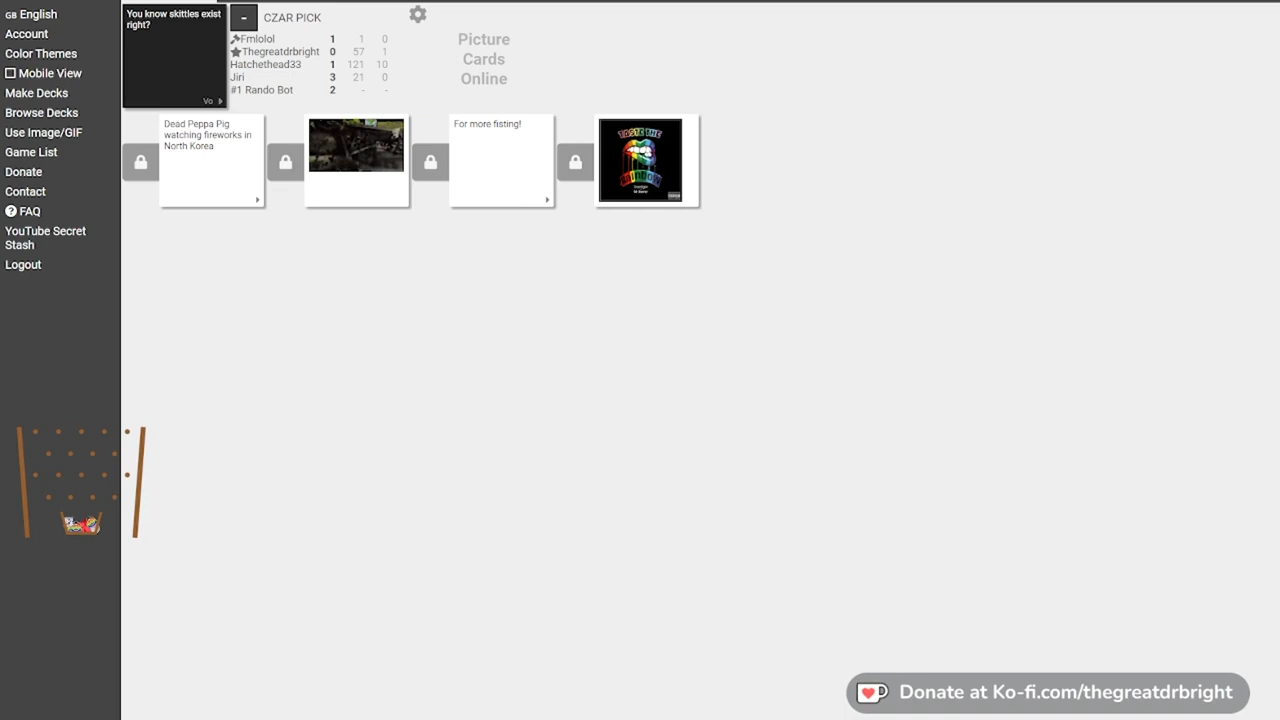 GB English
Account
Color Themes
Mobile View
Make Decks
Browse Decks
Use Image/GIF
Game List
Donate
Contact
? FAQ
YouTube Secret
Stash
Logout
You know skittles exist
right?
Vo
-
CZAR PICK
Fmlolol 1 1 0
Thegreatdrbright 0 57 1
Hatchethead33 1 121 10
Jiri 3 21 0
#1 Rando Bot 2 - -
Picture
Cards
Online
Dead Peppa Pig
watching fireworks in
North Korea
For more fisting!
TASTE THE
RAINBOW
Donate at Ko-fi.com/thegreatdrbright